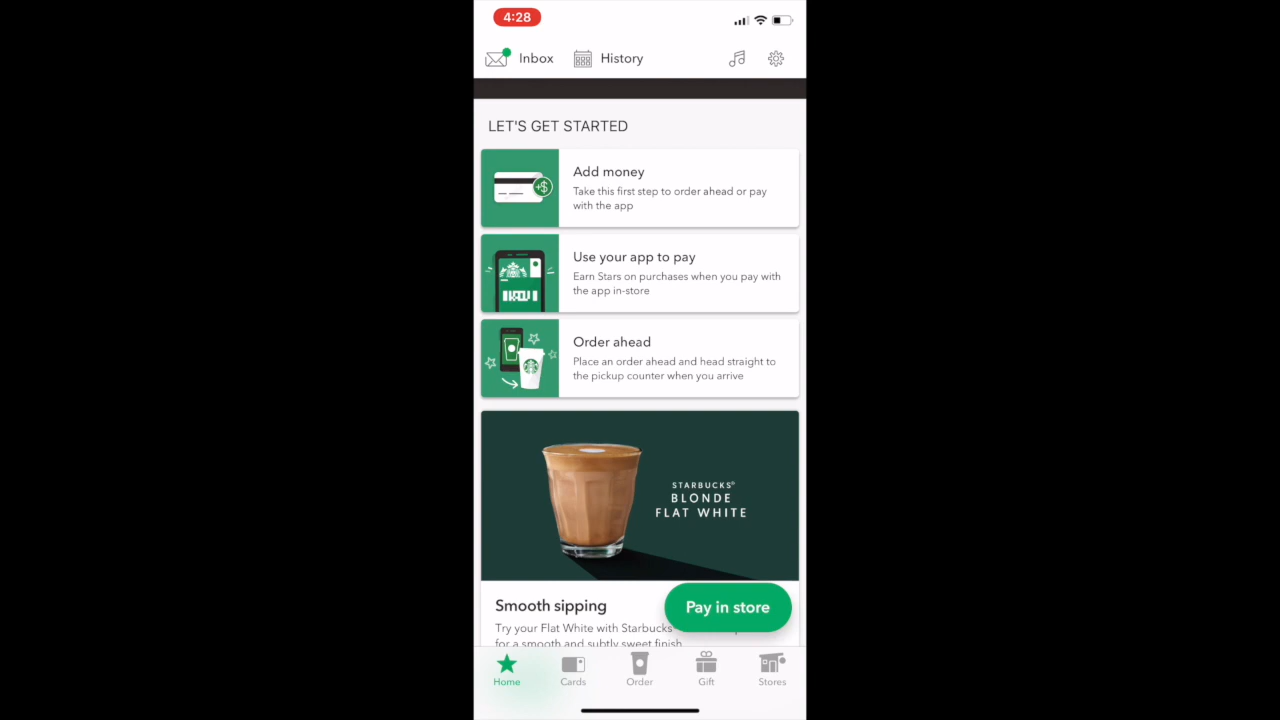 4:28
Inbox
History
LET'S GET STARTED
Add money
Take this first step to order ahead or pay
with the app
Use your app to pay
Earn Stars on purchases when you pay with
the app in-store
Order ahead
Place an order ahead and head straight to
the pickup counter when you arrive
STARBUCKS®
BLONDE
FLAT WHITE
Smooth sipping
Pay in store
Try your Flat White with Starbucks
for a smooth and subtly sweet finish
Home
Cards
Order
Gift
Stores